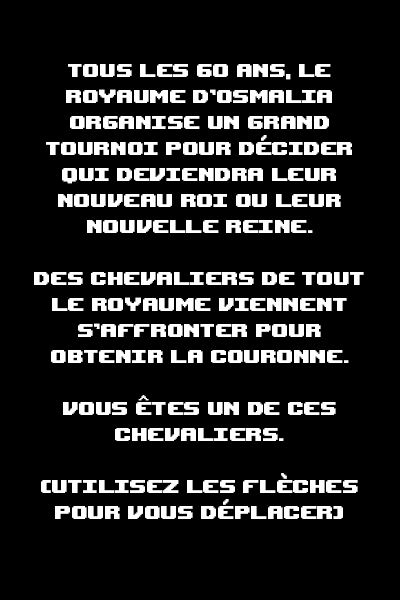 TOUS LES 60 ANS, LE
ROYAUME D'OSMALIA
ORGANISE UN GRAND
TOURNOI POUR DÉCIDER
QUI DEVIENDRA LEUR
NOUVEAU ROI OU LEUR
NOUVELLE REINE.
DES CHEVALIERS DE TOUT
LE ROYAUME VIENNENT
S'AFFRONTER POUR
OBTENIR LA COURONNE.
VOUS ÊTES UN DE CES
CHEVALIERS.
(UTILISEZ LES FLÈCHES
POUR VOUS DÉPLACER)